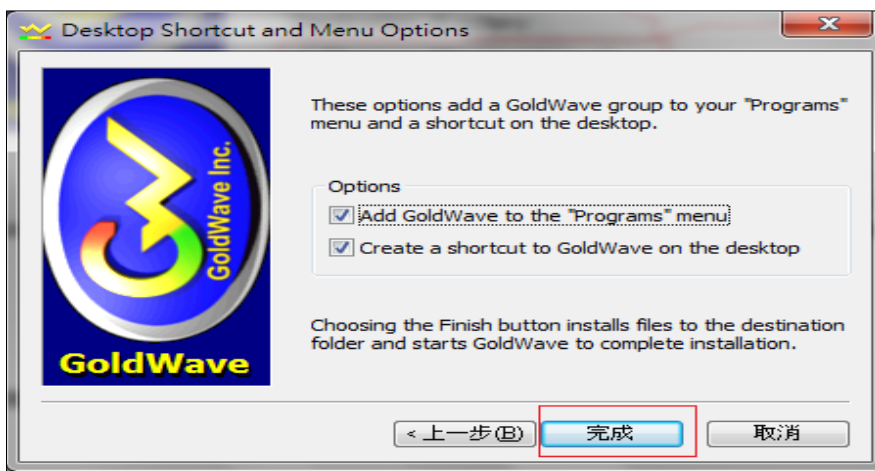 Desktop Shortcut and Menu Options
These options add a GoldWave group to your "Programs"
menu and a shortcut on the desktop.
Options
Add GoldWave to the "Programs" menu
Create a shortcut to GoldWave on the desktop
Choosing the Finish button installs files to the destination
folder and starts GoldWave to complete installation.
GoldWave Inc.
GoldWave
< 上一步(B)
完成
取消